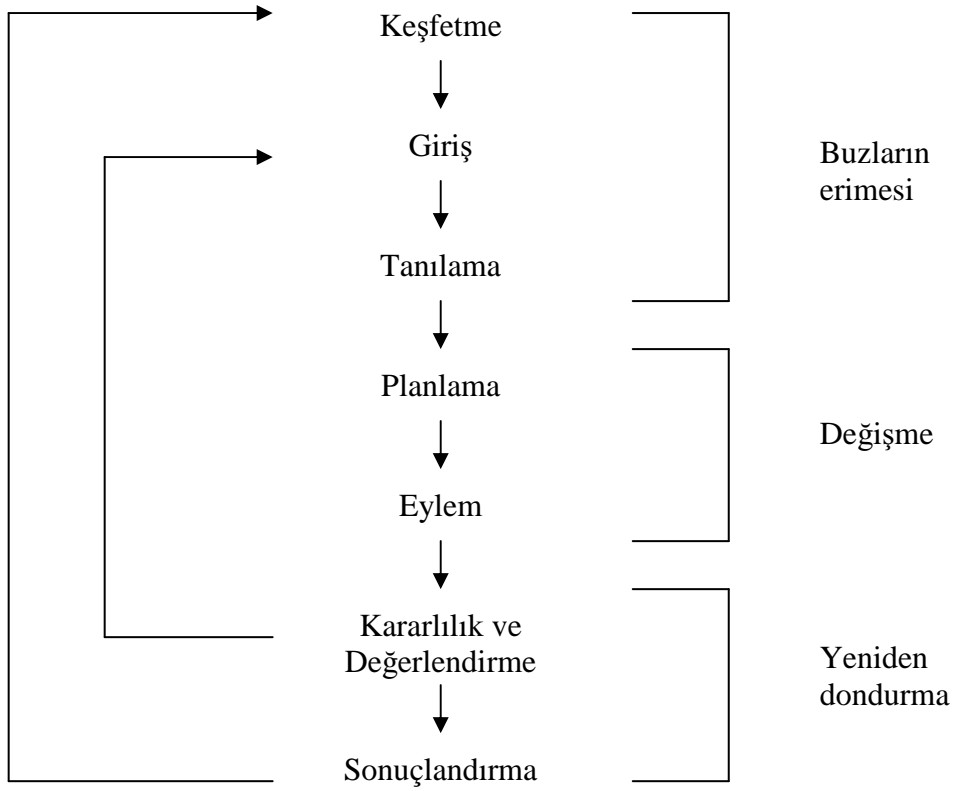 Keşfetme
Giriş
Buzların
erimesi
Tanılama
Planlama
Değişme
Eylem
Kararlılık ve
Değerlendirme
Yeniden
dondurma
Sonuçlandırma